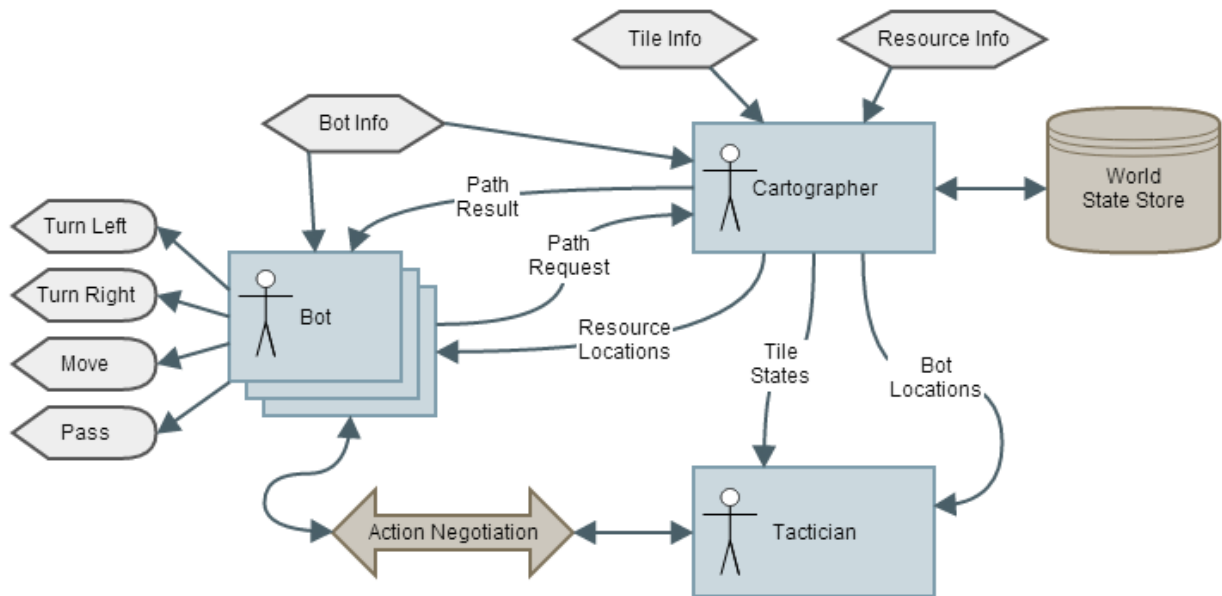 Tile Info
Resource Info
Bot Info
Cartographer
World
State Store
Path
Result
Turn Left
Path
Request
Turn Right
Bot
Resource
Locations
Tile
States
Bot
Locations
Move
Pass
Action Negotiation
Tactician